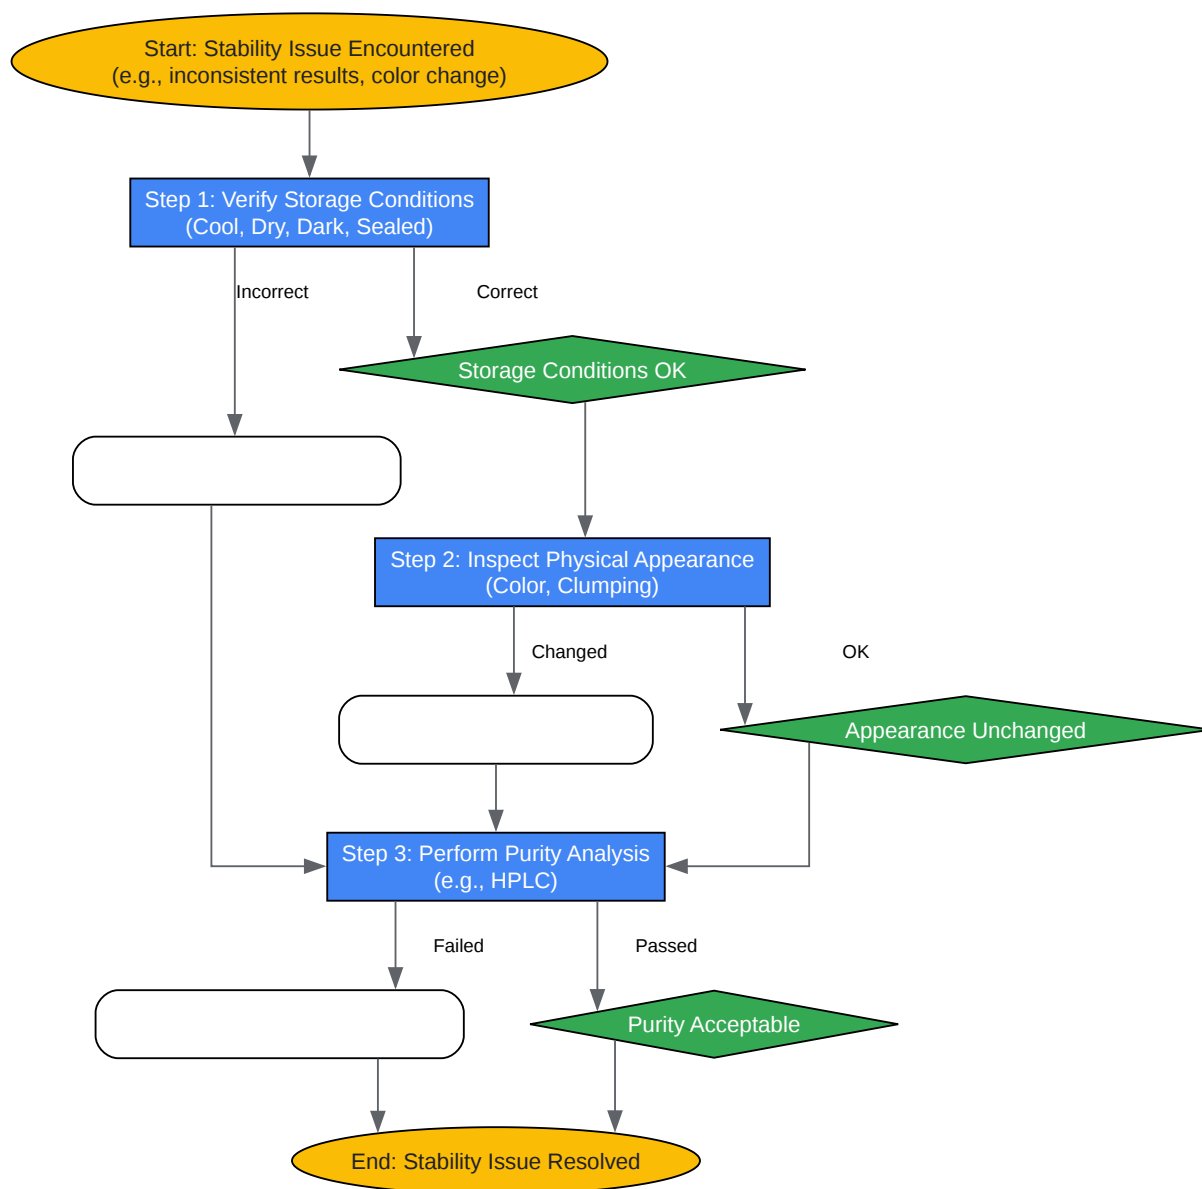 Start: Stability Issue Encountered
(e.g., inconsistent results, color change)
Step 1: Verify Storage Conditions
(Cool, Dry, Dark, Sealed)
Incorrect
Correct
Storage Conditions OK
Step 2: Inspect Physical Appearance
(Color, Clumping)
Changed
OK
Appearance Unchanged
Step 3: Perform Purity Analysis
(e.g., HPLC)
Failed
Passed
Purity Acceptable
End: Stability Issue Resolved